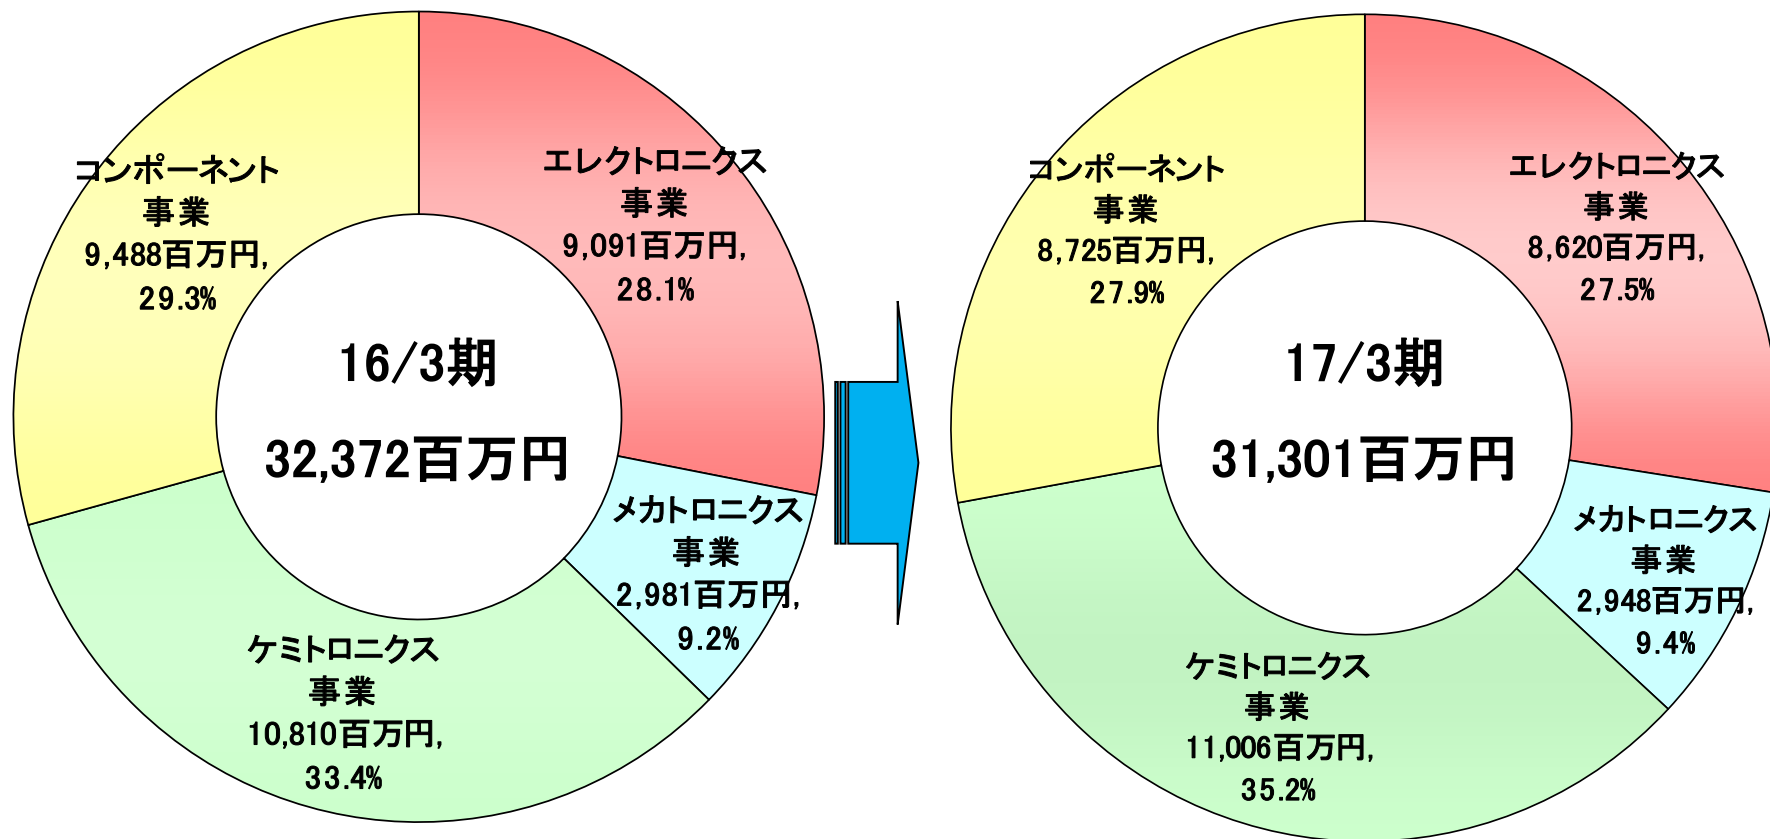 コンポーネント
事業
9,488百万円,
29.3%
エレクトロニクス
事業
9,091百万円,
28.1%
16/3期
32,372百万円
メカトロニクス
事業
2,981百万円,
9.2%
ケミトロニクス
事業
10,810百万円,
33.4%
コンポーネント
事業
8,725百万円,
27.9%
エレクトロニクス
事業
8,620百万円,
27.5%
17/3期
31,301百万円
メカトロニクス
事業
2,948百万円,
9.4%
ケミトロニクス
事業
11,006百万円,
35.2%